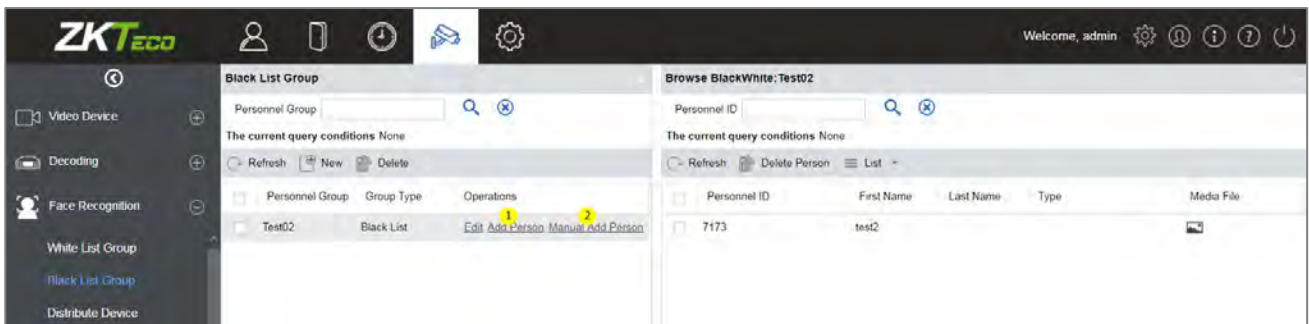 ZKTeco
Welcome, admin
Video Device
Decoding
Face Recognition
White List Group
Black List Group
Distribute Device
Black List Group
Personnel Group
The current query conditions None
Refresh New Delete
Personnel Group Group Type Operations
1 2
Test02 Black List Edit Add Person Manual Add Person
Browse BlackWhite:Test02
Personnel ID
The current query conditions None
Refresh Delete Person List
Personnel ID First Name Last Name Type Media File
7173 test2